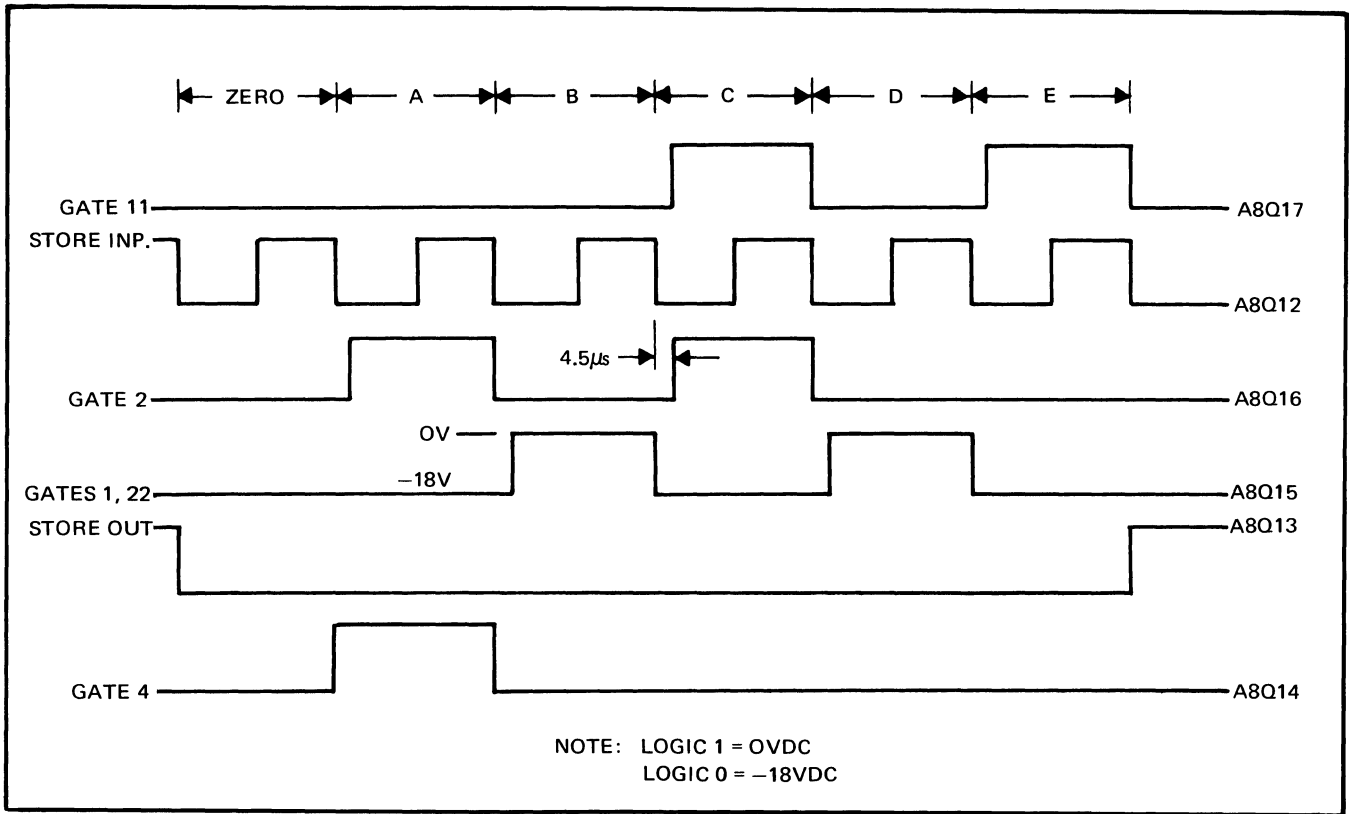 ZERO A B C D E
GATE 11 A8Q17
STORE INP. A8Q12
4.5μs
GATE 2 A8Q16
0V
−18V
GATES 1, 22 A8Q15
STORE OUT A8Q13
GATE 4 A8Q14
NOTE: LOGIC 1 = 0VDC
LOGIC 0 = −18VDC